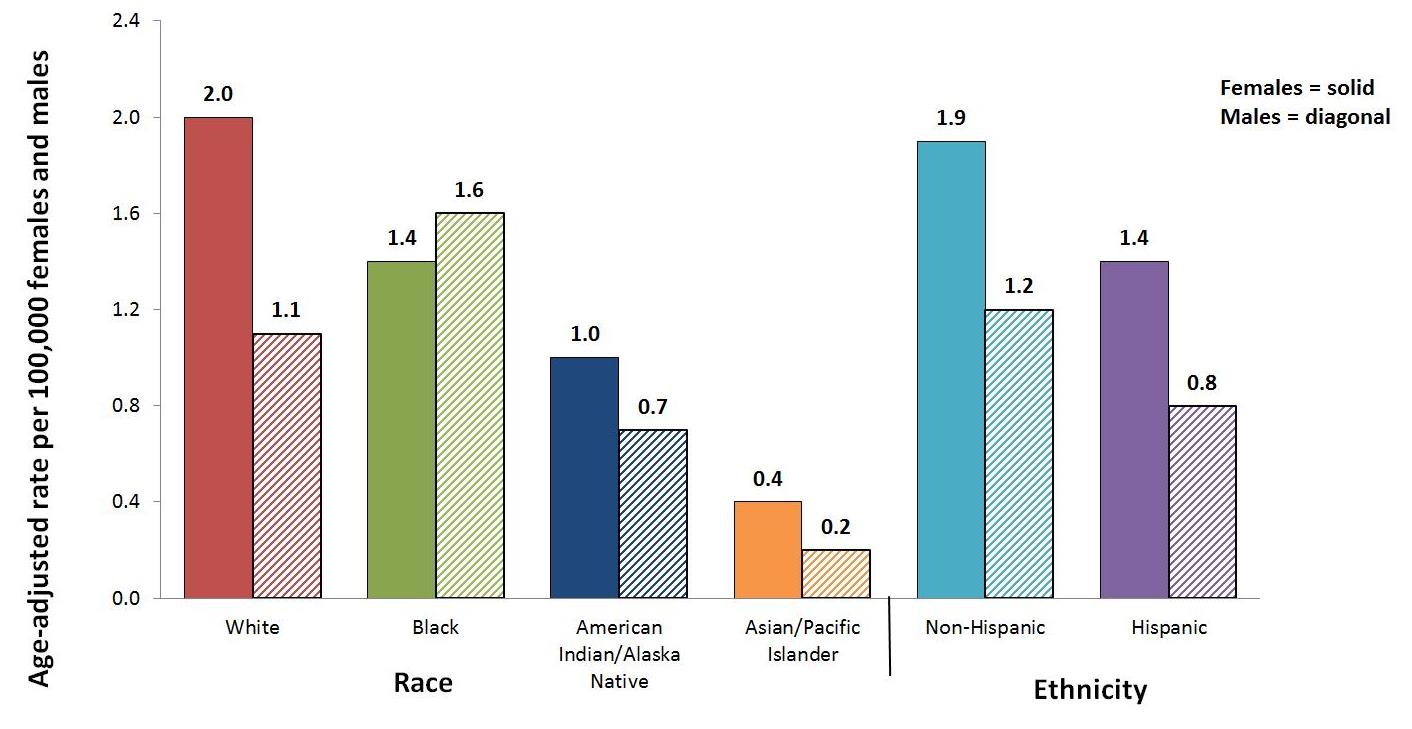 Age-adjusted rate per 100,000 females and males
2.4
2.0
1.6
1.2
0.8
0.4
0.0
Females = solid
Males = diagonal
2.0
1.1
1.4
1.6
1.0
0.7
0.4
0.2
1.9
1.2
1.4
0.8
White
Black
American
Indian/Alaska
Native
Asian/Pacific
Islander
Non-Hispanic
Hispanic
Race
Ethnicity